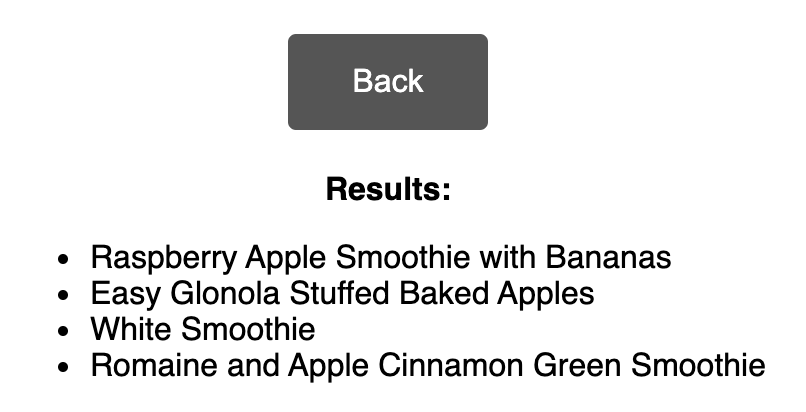 Back
Results:
• Raspberry Apple Smoothie with Bananas
• Easy Glonola Stuffed Baked Apples
• White Smoothie
• Romaine and Apple Cinnamon Green Smoothie